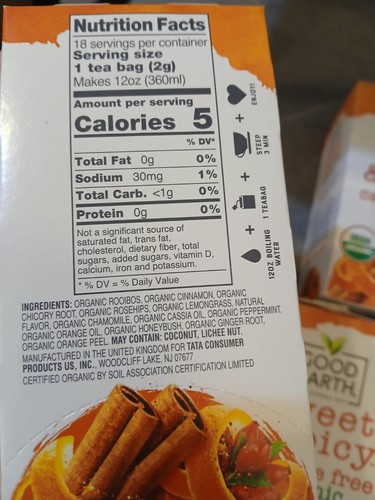 Nutrition Facts
18 servings per container
Serving size
1 tea bag (2g)
Makes 12oz (360ml)
Amount per serving
Calories 5
% DV*
Total Fat 0g 0%
Sodium 30mg 1%
Total Carb. <1g 0%
Protein 0g 0%
Not a significant source of
saturated fat, trans fat,
cholesterol, dietary fiber, total
sugars, added sugars, vitamin D,
calcium, iron and potassium.
* % DV = % Daily Value
ENJOY!
+
STEEP
3 MIN
+
1 TEABAG
+
12OZ BOILING
WATER
INGREDIENTS: ORGANIC ROOIBOS, ORGANIC CINNAMON, ORGANIC
CHICORY ROOT, ORGANIC ROSEHIPS, ORGANIC LEMONGRASS, NATURAL
FLAVOR, ORGANIC CHAMOMILE, ORGANIC CASSIA OIL, ORGANIC PEPPERMINT,
ORGANIC ORANGE OIL, ORGANIC HONEYBUSH, ORGANIC GINGER ROOT,
ORGANIC ORANGE PEEL. MAY CONTAIN: COCONUT, LICHEE NUT.
MANUFACTURED IN THE UNITED KINGDOM FOR TATA CONSUMER
PRODUCTS US, INC., WOODCLIFF LAKE, NJ 07677
CERTIFIED ORGANIC BY SOIL ASSOCIATION CERTIFICATION LIMITED
&
GOOD
EARTH
eet
icy
free